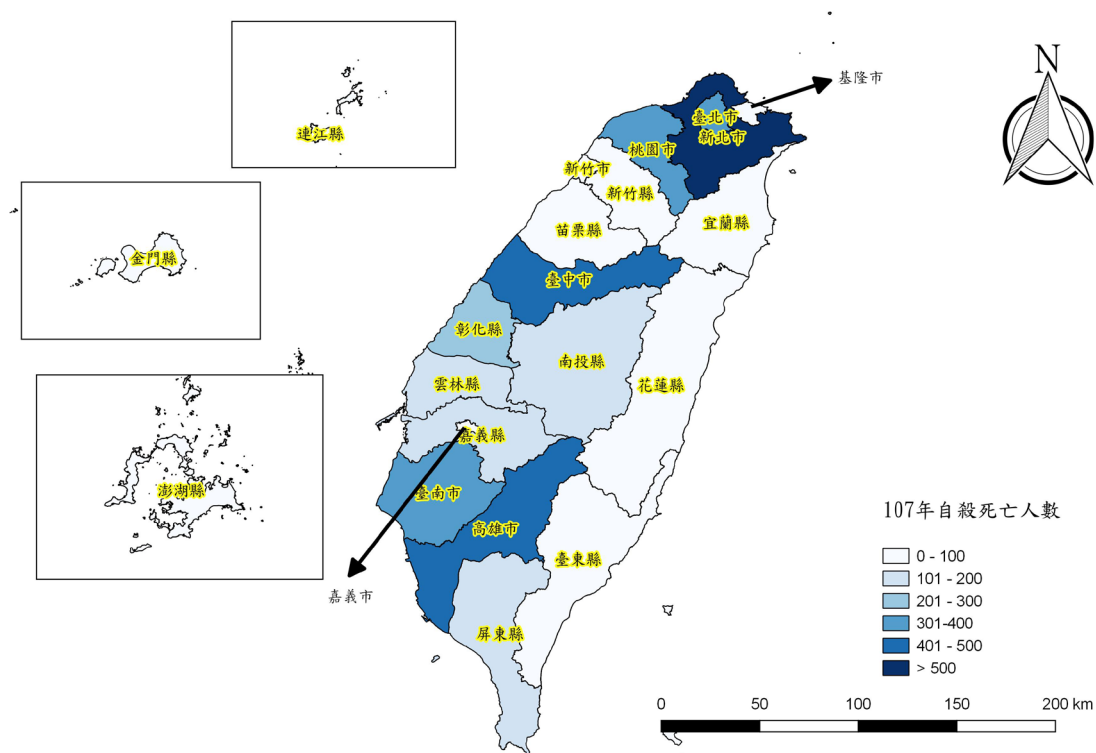 N
基隆市
連江縣
臺北市
新北市
桃園市
新竹市
新竹縣
宜蘭縣
苗栗縣
金門縣
臺中市
彰化縣
南投縣
雲林縣
花蓮縣
嘉義縣
澎湖縣
臺南市
高雄市
臺東縣
嘉義市
屏東縣
107年自殺死亡人數
0 - 100
101 - 200
201 - 300
301-400
401 - 500
> 500
0 50 100 150 200 km